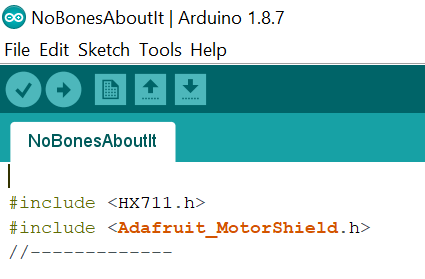 NoBonesAboutIt | Arduino 1.8.7
File Edit Sketch Tools Help
NoBonesAboutIt
#include <HX711.h>
#include <Adafruit_MotorShield.h>
//-------------